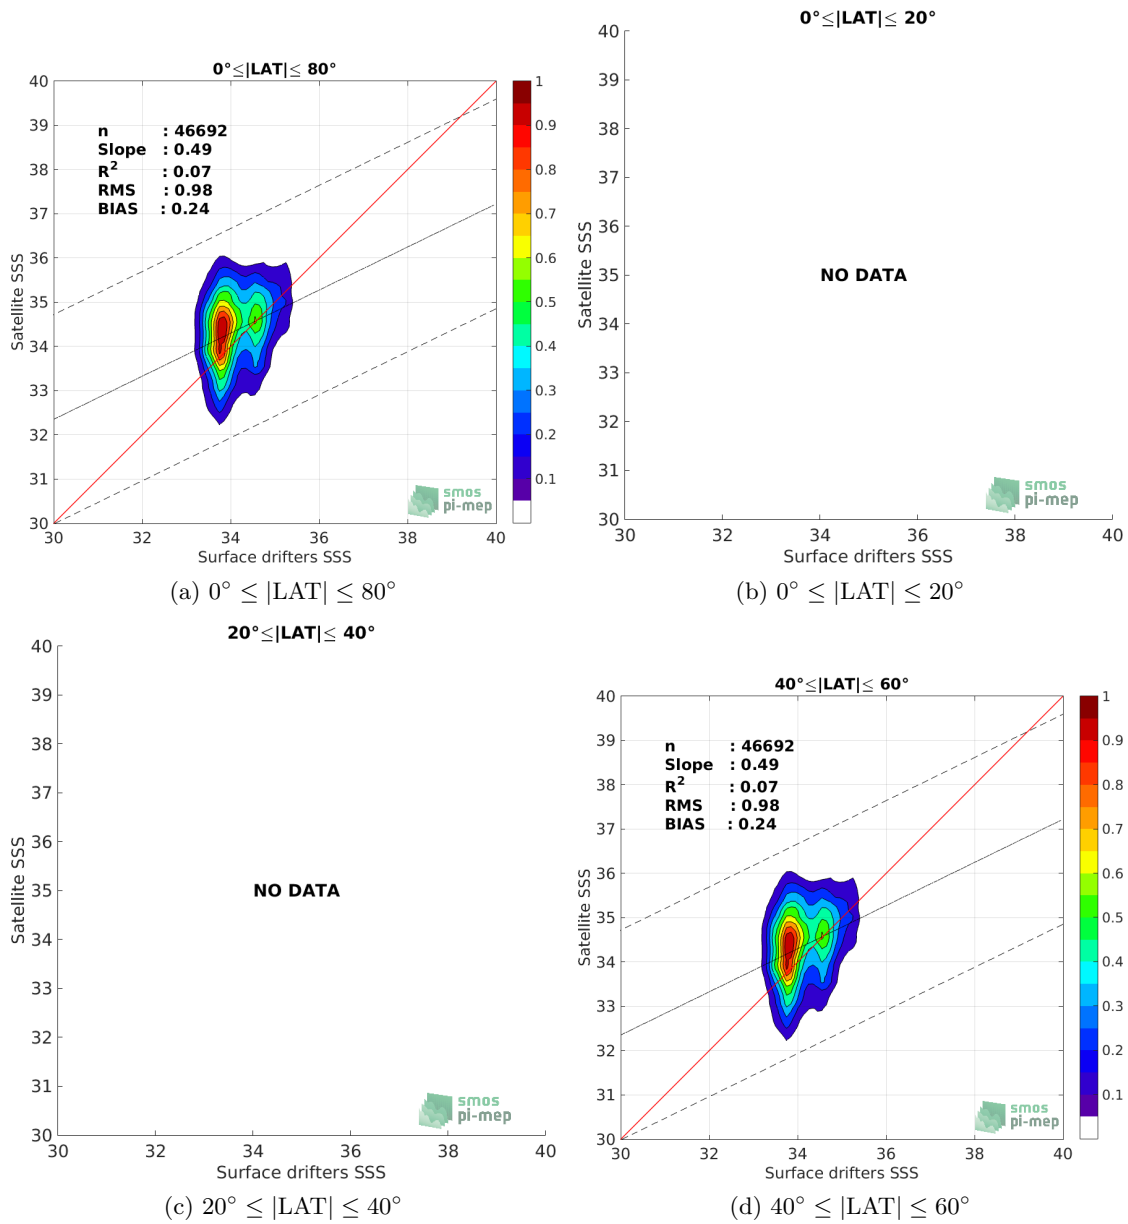 0°≤|LAT|≤ 80°
40
39
38
37
36
35
34
33
32
31
30
Satellite SSS
n : 46692
Slope : 0.49
R² : 0.07
RMS : 0.98
BIAS : 0.24
1
0.9
0.8
0.7
0.6
0.5
0.4
0.3
0.2
0.1
smos
pi-mep
30 32 34 36 38 40
Surface drifters SSS
(a) 0° ≤ |LAT| ≤ 80°
0°≤|LAT|≤ 20°
40
39
38
37
36
35
34
33
32
31
30
Satellite SSS
NO DATA
smos
pi-mep
30 32 34 36 38 40
Surface drifters SSS
(b) 0° ≤ |LAT| ≤ 20°
20°≤|LAT|≤ 40°
40
39
38
37
36
35
34
33
32
31
30
Satellite SSS
NO DATA
smos
pi-mep
30 32 34 36 38 40
Surface drifters SSS
(c) 20° ≤ |LAT| ≤ 40°
40°≤|LAT|≤ 60°
40
39
38
37
36
35
34
33
32
31
30
Satellite SSS
n : 46692
Slope : 0.49
R² : 0.07
RMS : 0.98
BIAS : 0.24
1
0.9
0.8
0.7
0.6
0.5
0.4
0.3
0.2
0.1
smos
pi-mep
30 32 34 36 38 40
Surface drifters SSS
(d) 40° ≤ |LAT| ≤ 60°